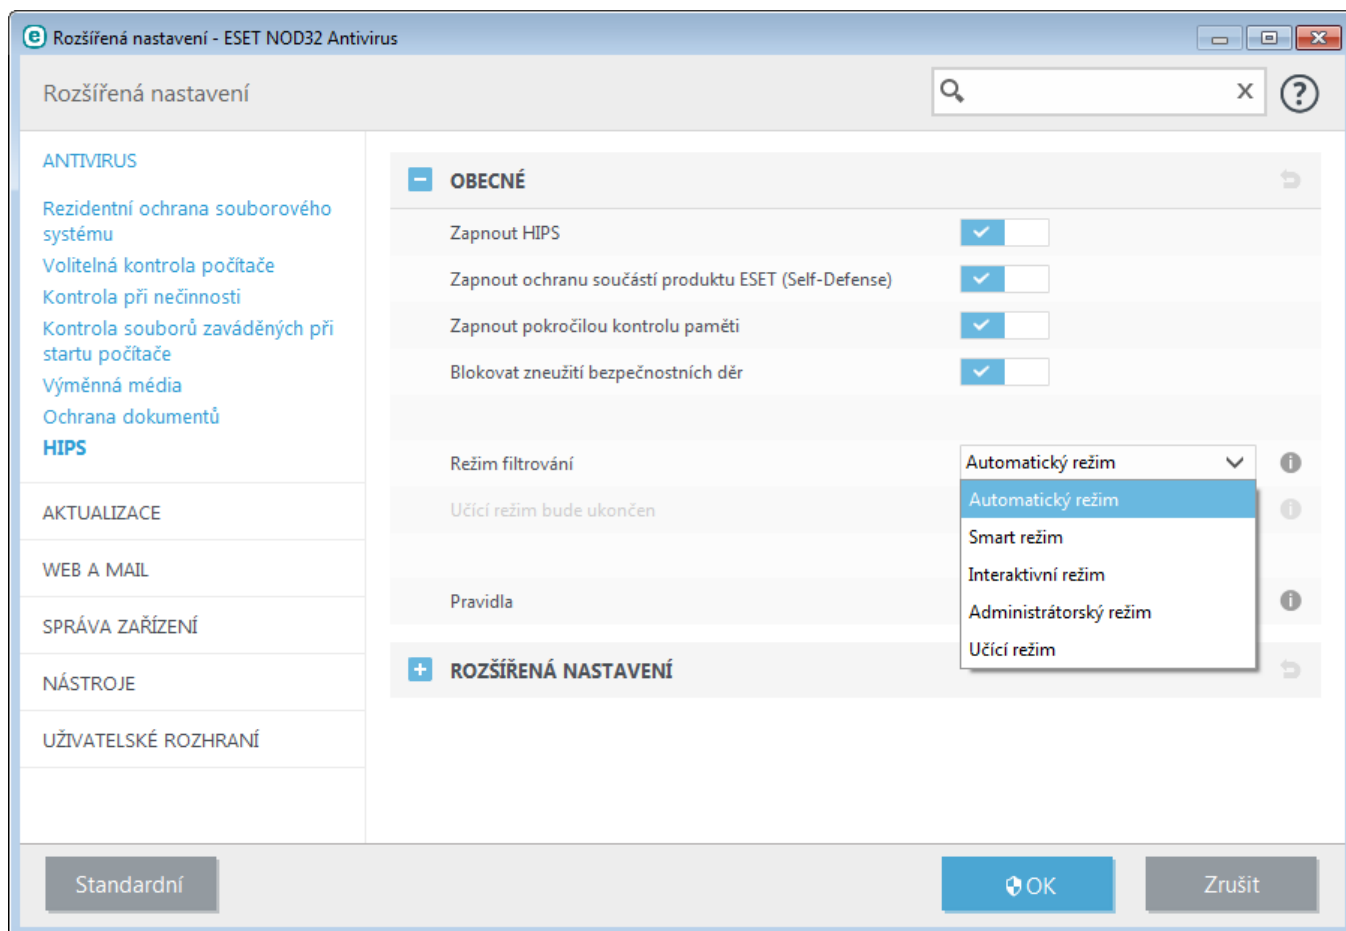 Rozšířená nastavení - ESET NOD32 Antivirus
Rozšířená nastavení
ANTIVIRUS
Rezidentní ochrana souborového
systému
Volitelná kontrola počítače
Kontrola při nečinnosti
Kontrola souborů zaváděných při
startu počítače
Výměnná média
Ochrana dokumentů
HIPS
AKTUALIZACE
WEB A MAIL
SPRÁVA ZAŘÍZENÍ
NÁSTROJE
UŽIVATELSKÉ ROZHRANÍ
OBECNÉ
Zapnout HIPS
Zapnout ochranu součástí produktu ESET (Self-Defense)
Zapnout pokročilou kontrolu paměti
Blokovat zneužití bezpečnostních děr
Režim filtrování
Automatický režim
Automatický režim
Učící režim bude ukončen
Smart režim
Interaktivní režim
Pravidla
Administrátorský režim
Učící režim
ROZŠÍŘENÁ NASTAVENÍ
Standardní
OK
Zrušit